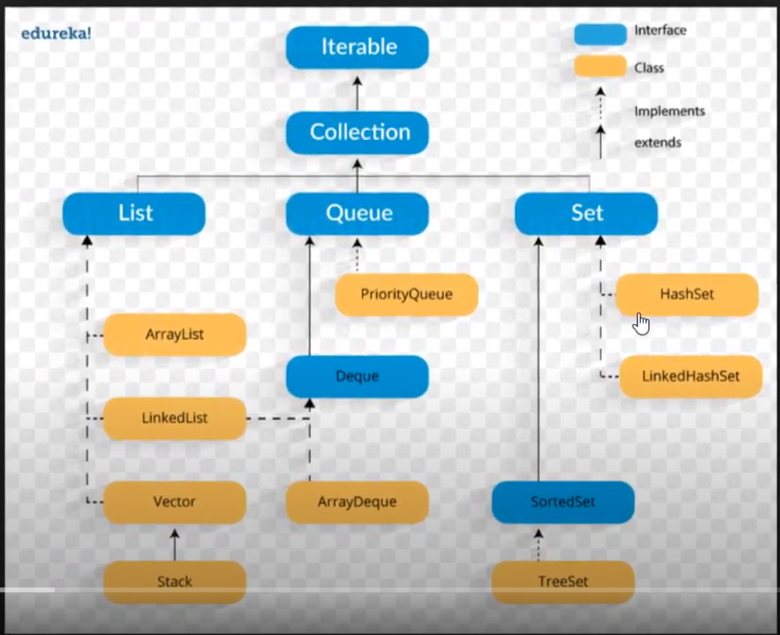 edureka!
Iterable
Interface
Class
Implements
extends
Collection
List
Queue
Set
PriorityQueue
HashSet
ArrayList
Deque
LinkedHashSet
LinkedList
Vector
ArrayDeque
SortedSet
Stack
TreeSet